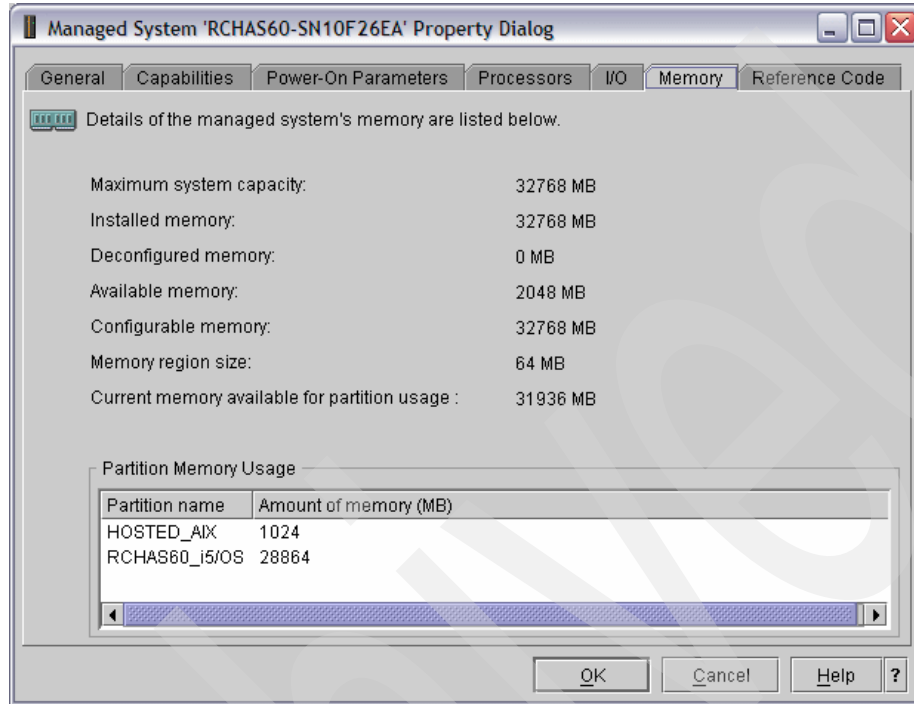 Managed System 'RCHAS60-SN10F26EA' Property Dialog
General Capabilities Power-On Parameters Processors I/O Memory Reference Code
Details of the managed system's memory are listed below.
Maximum system capacity: 32768 MB
Installed memory: 32768 MB
Deconfigured memory: 0 MB
Available memory: 2048 MB
Configurable memory: 32768 MB
Memory region size: 64 MB
Current memory available for partition usage : 31936 MB
Partition Memory Usage
Partition name Amount of memory (MB)
HOSTED_AIX 1024
RCHAS60_i5/OS 28864
OK Cancel Help ?